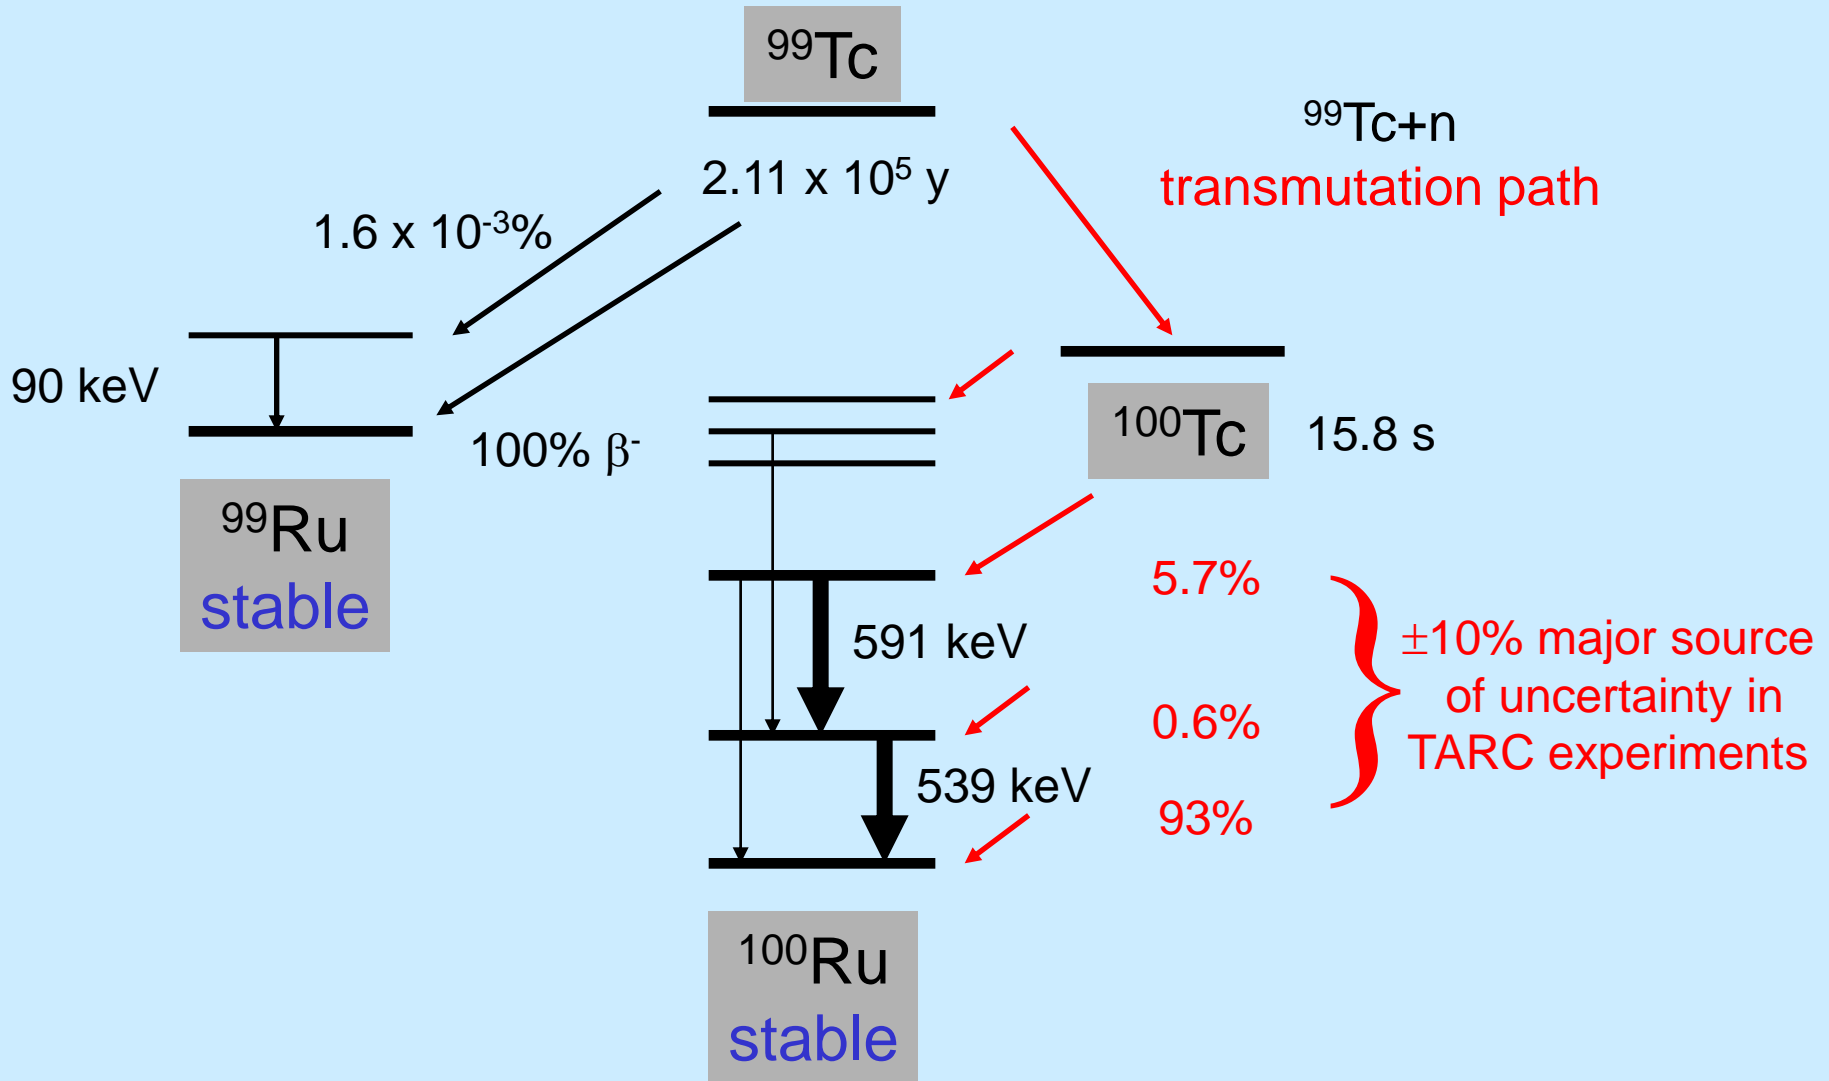 ⁹⁹Tc
⁹⁹Tc+n
transmutation path
2.11 x 10⁵ y
1.6 x 10⁻³%
90 keV
100% β⁻
⁹⁹Ru
stable
¹⁰⁰Tc
15.8 s
591 keV
539 keV
5.7%
0.6%
93%
±10% major source
of uncertainty in
TARC experiments
¹⁰⁰Ru
stable